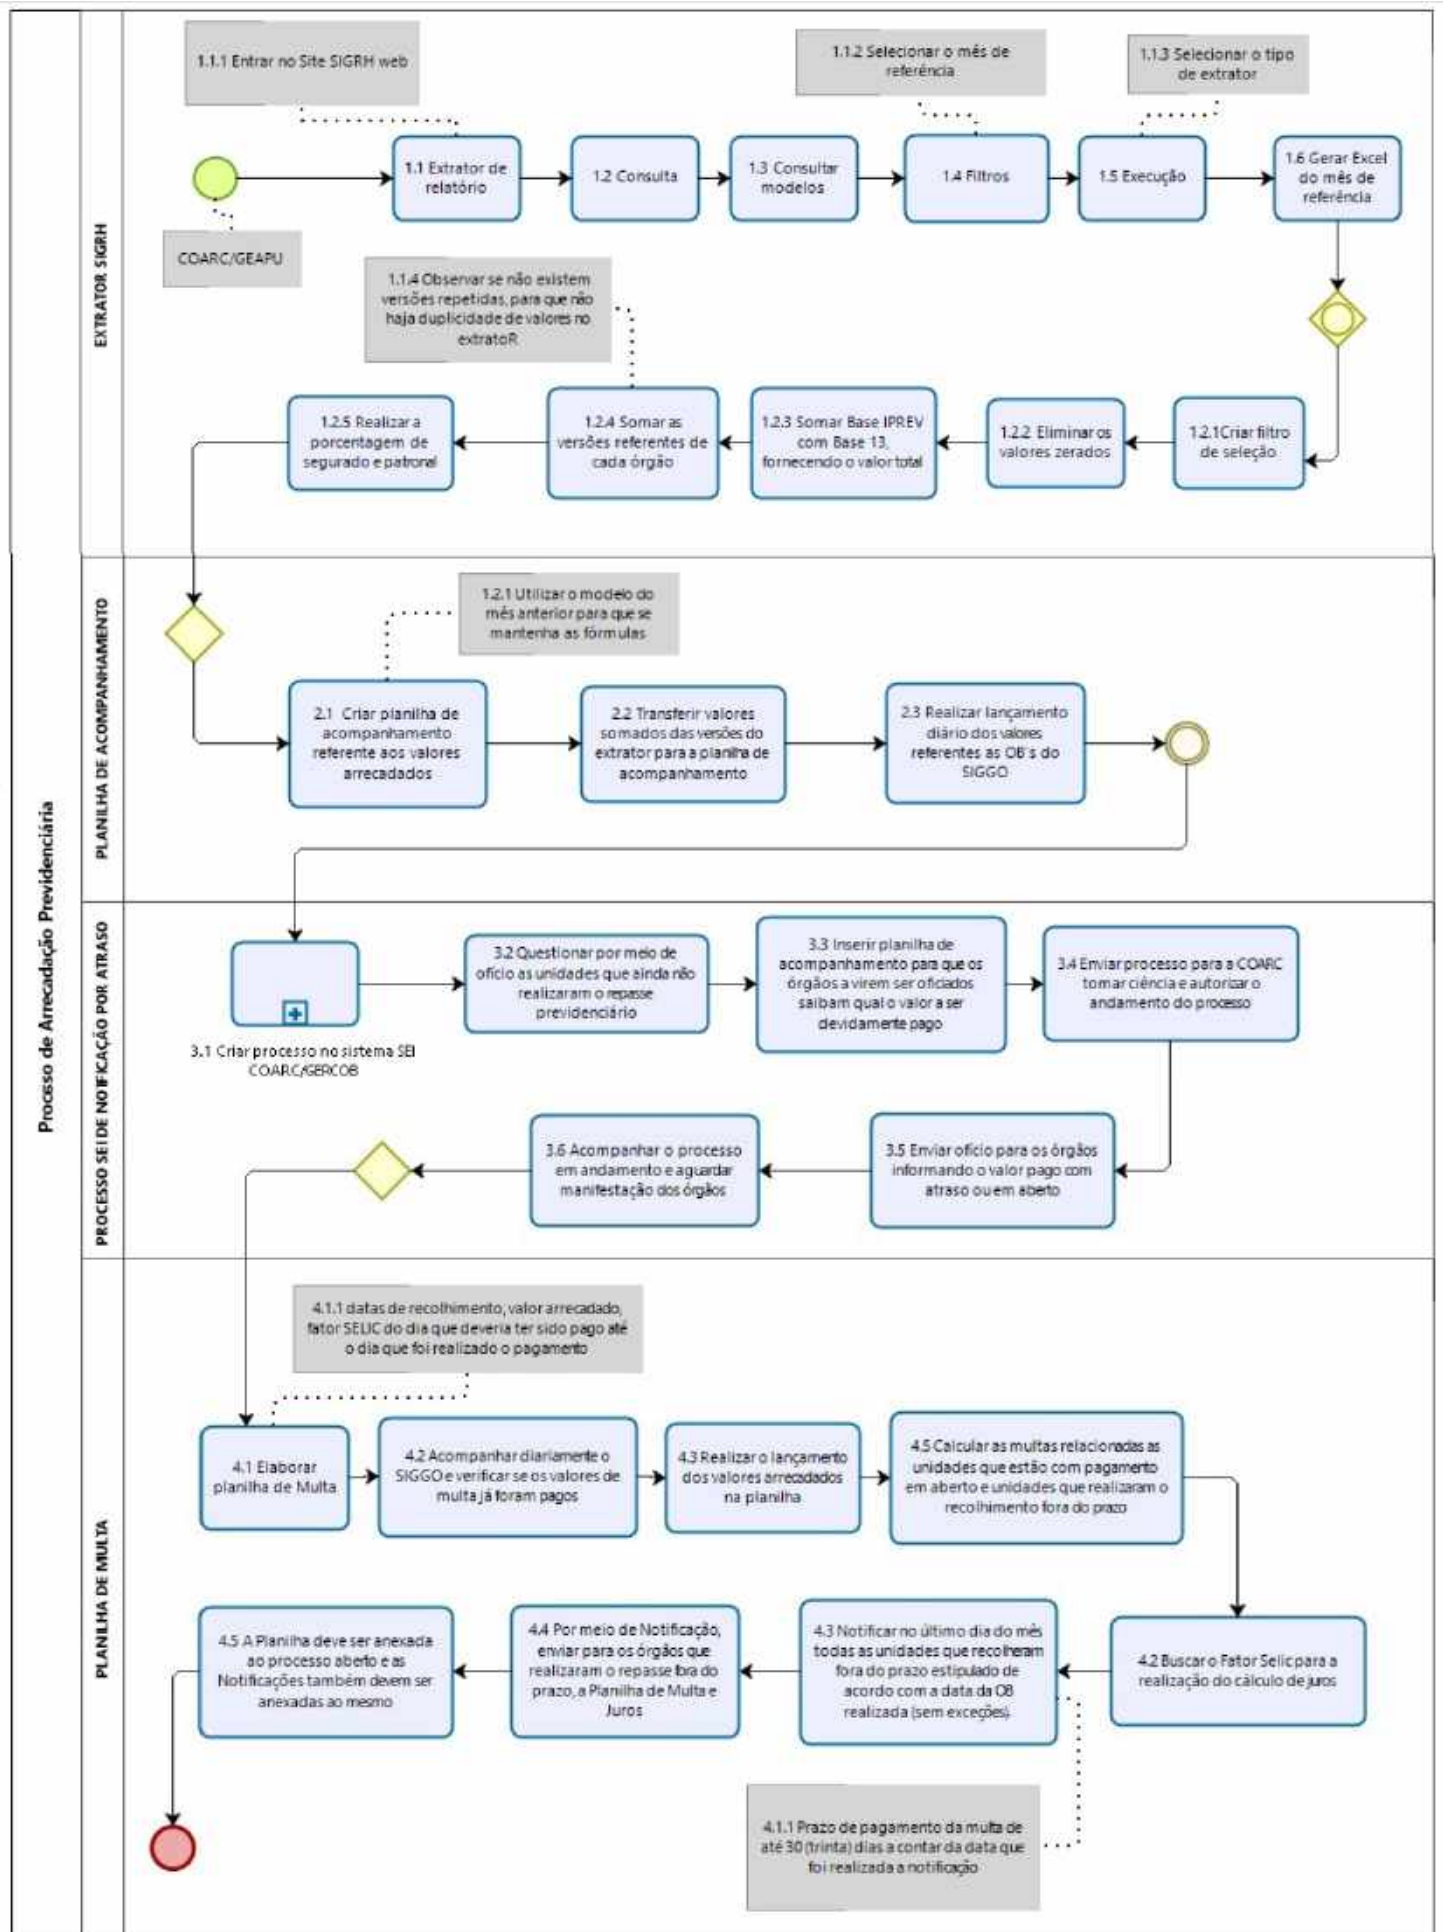 Processo de Arrecadação Previdenciária
EXTRATOR SIGRH
1.1.1 Entrar no Site SIGRH web
1.1.2 Selecionar o mês de
referência
1.1.3 Selecionar o tipo
de extrator
1.1 Extrator de
relatório
1.2 Consulta
1.3 Consultar
modelos
1.4 Filtros
1.5 Execução
1.6 Gerar Excel
do mês de
referência
COARC/GEAPU
1.1.4 Observar se não existem
versões repetidas, para que não
haja duplicidade de valores no
extratoR
1.2.5 Realizar a
porcentagem de
segurado e patronal
1.2.4 Somar as
versões referentes de
cada órgão
1.2.3 Somar Base IPREV
com Base 13,
fornecendo o valor total
1.2.2 Eliminar os
valores zerados
1.2.1Criar filtro
de seleção
PLANILHA DE ACOMPANHAMENTO
1.2.1 Utilizar o modelo do
mês anterior para que se
mantenha as fórmulas
2.1 Criar planilha de
acompanhamento
referente aos valores
arrecadados
2.2 Transferir valores
somados das versões do
extrator para a planilha de
acompanhamento
2.3 Realizar lançamento
diário dos valores
referentes as OB's do
SIGGO
PROCESSO SEI DE NOTIFICAÇÃO POR ATRASO
3.1 Criar processo no sistema SEI
COARC/GERCOB
3.2 Questionar por meio de
ofício as unidades que ainda não
realizaram o repasse
previdenciário
3.3 Inserir planilha de
acompanhamento para que os
órgãos a virem ser oficiados
saibam qual o valor a ser
devidamente pago
3.4 Enviar processo para a COARC
tomar ciência e autorizar o
andamento do processo
3.6 Acompanhar o processo
em andamento e aguardar
manifestação dos órgãos
3.5 Enviar ofício para os órgãos
informando o valor pago com
atraso ou em aberto
PLANILHA DE MULTA
4.1.1 datas de recolhimento, valor arrecadado,
fator SELIC do dia que deveria ter sido pago até
o dia que foi realizado o pagamento
4.1 Elaborar
planilha de Multa
4.2 Acompanhar diariamente o
SIGGO e verificar se os valores de
multa já foram pagos
4.3 Realizar o lançamento
dos valores arrecadados
na planilha
4.5 Calcular as multas relacionadas as
unidades que estão com pagamento
em aberto e unidades que realizaram o
recolhimento fora do prazo
4.5 A Planilha deve ser anexada
ao processo aberto e as
Notificações também devem ser
anexadas ao mesmo
4.4 Por meio de Notificação,
enviar para os órgãos que
realizaram o repasse fora do
prazo, a Planilha de Multa e
Juros
4.3 Notificar no último dia do mês
todas as unidades que recolheram
fora do prazo estipulado de
acordo com a data da OB
realizada (sem exceções).
4.2 Buscar o Fator Selic para a
realização do cálculo de juros
4.1.1 Prazo de pagamento da multa de
até 30 (trinta) dias a contar da data que
foi realizada a notificação